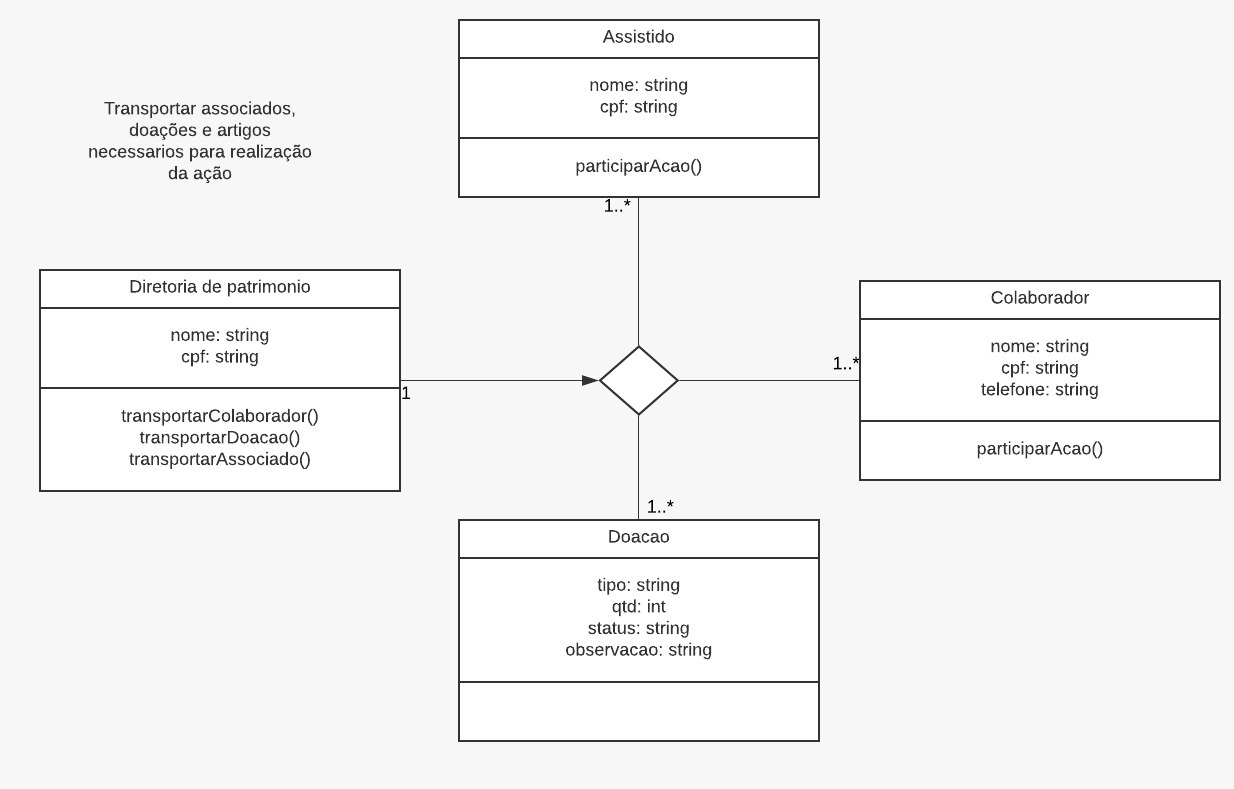 Assistido
nome: string
cpf: string
participarAcao()
1..*
Transportar associados,
doações e artigos
necessarios para realização
da ação
Diretoria de patrimonio
nome: string
cpf: string
transportarColaborador()
transportarDoacao()
transportarAssociado()
1
Colaborador
nome: string
cpf: string
telefone: string
participarAcao()
1..*
1..*
Doacao
tipo: string
qtd: int
status: string
observacao: string